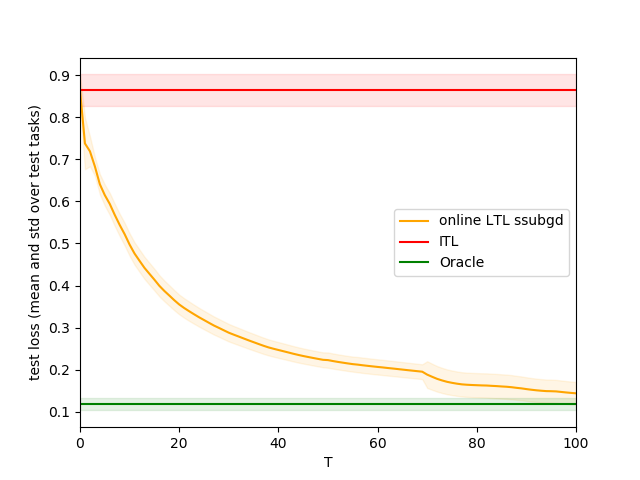 test loss (mean and std over test tasks)
0.9
0.8
0.7
0.6
0.5
0.4
0.3
0.2
0.1
online LTL ssubgd
ITL
Oracle
0 20 40 60 80 100
T